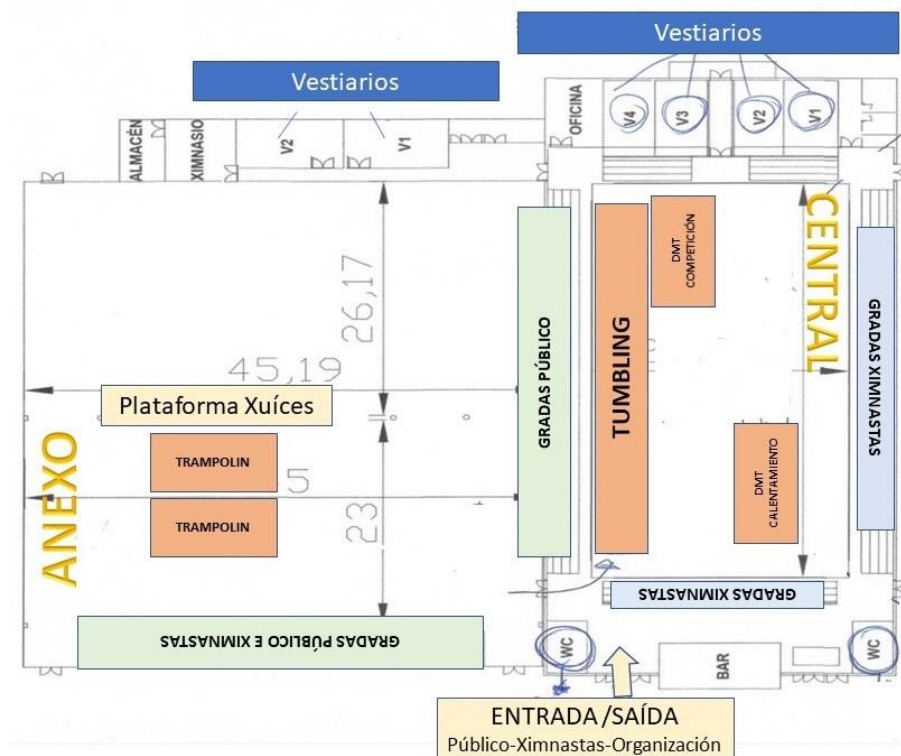 Vestiarios
Vestiarios
ALMACÉN
XIMNASIO
V2
V1
OFICINA
V4
V3
V2
V1
CENTRAL
26,17
45,19
GRADAS PÚBLICO
TUMBLING
DMT
COMPETICIÓN
GRADAS XIMNASTAS
Plataforma Xuíces
ANEXO
TRAMPOLIN
TRAMPOLIN
5
23
DMT
CALENTAMIENTO
GRADAS XIMNASTAS
GRADAS PÚBLICO E XIMNASTAS
WC
BAR
WC
ENTRADA /SAÍDA
Público-Ximnastas-Organización